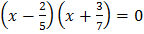 (x − 2/5)(x + 3/7) = 0